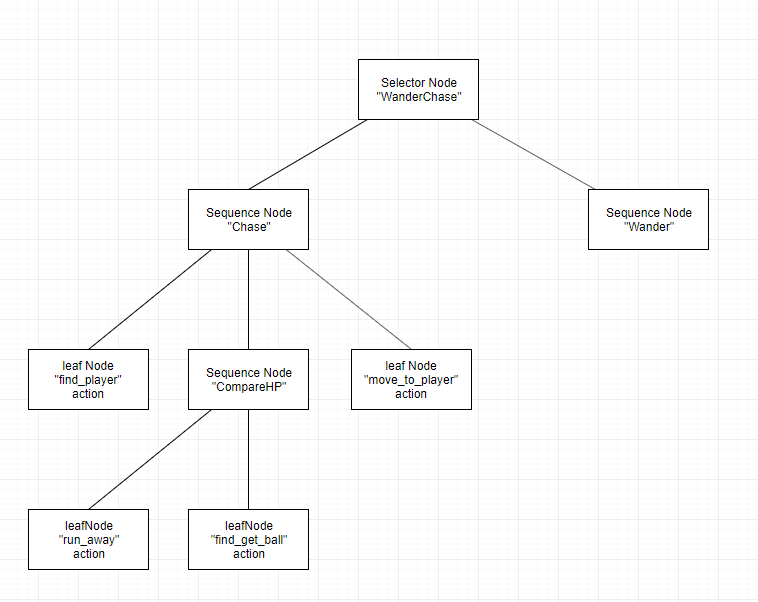 Selector Node
"WanderChase"
Sequence Node
"Chase"
Sequence Node
"Wander"
leaf Node
"find_player"
action
Sequence Node
"CompareHP"
leaf Node
"move_to_player"
action
leafNode
"run_away"
action
leafNode
"find_get_ball"
action